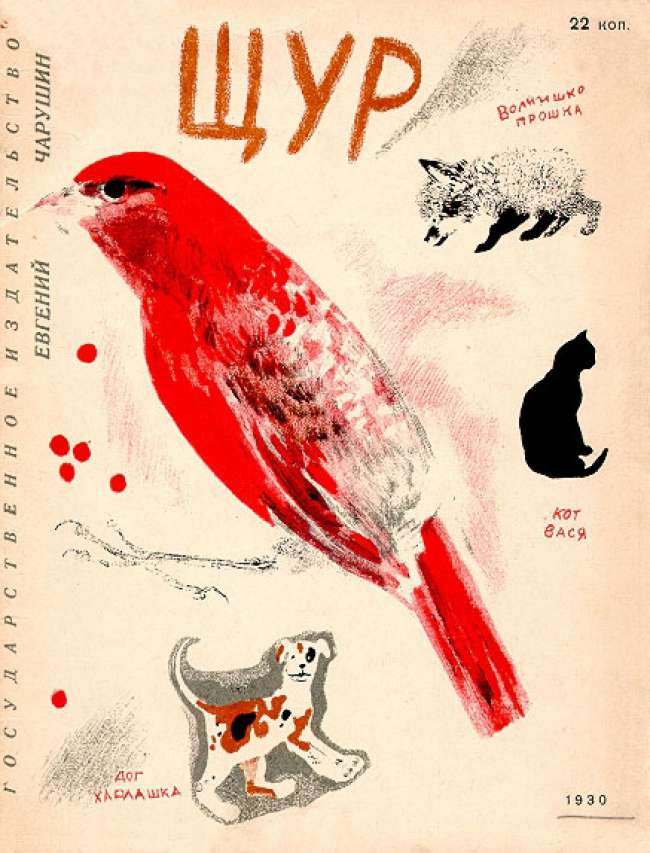 22 коп.
ЩУР
ВОЛЧИШКО
ПРОШКА
ГОСУДАРСТВЕННОЕ ИЗДАТЕЛЬСТВО
ЕВГЕНИЙ ЧАРУШИН
КОТ
ВАСЯ
ДОГ
ХАРЛАШКА
1930